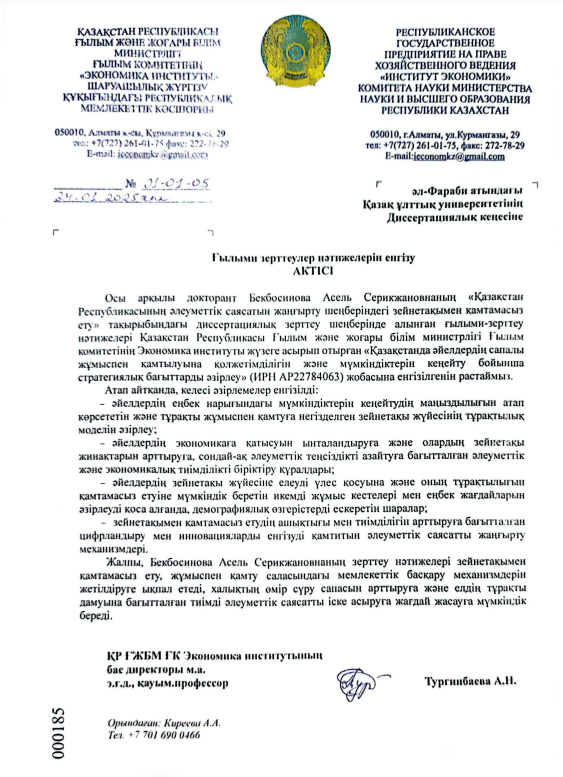 ҚАЗАҚСТАН РЕСПУБЛИКАСЫ
ҒЫЛЫМ ЖӘНЕ ЖОҒАРЫ БІЛІМ
МИНИСТРЛІГІ
ҒЫЛЫМ КОМИТЕТІНІҢ
«ЭКОНОМИКА ИНСТИТУТЫ»
ШАРУАШЫЛЫҚ ЖҮРГІЗУ
ҚҰҚЫҒЫНДАҒЫ РЕСПУБЛИКАЛЫҚ
МЕМЛЕКЕТТІК КӘСІПОРНЫ
050010, Алматы қ-сы, Құрманғазы к-сі, 29
тел: +7(727) 261-01-75 факс: 272-78-29
E-mail: ieconomkz@gmail.com
РЕСПУБЛИКАНСКОЕ
ГОСУДАРСТВЕННОЕ
ПРЕДПРИЯТИЕ НА ПРАВЕ
ХОЗЯЙСТВЕННОГО ВЕДЕНИЯ
«ИНСТИТУТ ЭКОНОМИКИ»
КОМИТЕТА НАУКИ МИНИСТЕРСТВА
НАУКИ И ВЫСШЕГО ОБРАЗОВАНИЯ
РЕСПУБЛИКИ КАЗАХСТАН
050010, г.Алматы, ул.Курмангазы, 29
тел: +7(727) 261-01-75, факс: 272-78-29
E-mail:ieconomkz@gmail.com
№ 01-01-05
24.01 2025
әл-Фараби атындағы
Қазақ ұлттық университетінің
Диссертациялық кеңесіне
Ғылыми зерттеулер нәтижелерін енгізу
АКТІСІ
Осы арқылы докторант Бекбосинова Асель Серикжановнаның «Қазақстан
Республикасының әлеуметтік саясатын жаңғырту шеңберіндегі зейнетақымен қамтамасыз
ету» тақырыбындағы диссертациялық зерттеу шеңберінде алынған ғылыми-зерттеу
нәтижелері Қазақстан Республикасы Ғылым және жоғары білім министрлігі Ғылым
комитетінің Экономика институты жүзеге асырып отырған «Қазақстанда әйелдердің сапалы
жұмыспен қамтылуына қолжетімділігін және мүмкіндіктерін кеңейту бойынша
стратегиялық бағыттарды әзірлеу» (ИРН АР22784063) жобасына енгізілгенін растаймыз.
Атап айтқанда, келесі әзірлемелер енгізілді:
– әйелдердің еңбек нарығындағы мүмкіндіктерін кеңейтудің маңыздылығын атап
көрсететін және тұрақты жұмыспен қамтуға негізделген зейнетақы жүйесінің тұрақтылық
моделін әзірлеу;
– әйелдердің экономикаға қатысуын ынталандыруға және олардың зейнетақы
жинақтарын арттыруға, сондай-ақ әлеуметтік теңсіздікті азайтуға бағытталған әлеуметтік
және экономикалық тиімділікті біріктіру құралдары;
– әйелдердің зейнетақы жүйесіне елеулі үлес қосуына және оның тұрақтылығын
қамтамасыз етуіне мүмкіндік беретін икемді жұмыс кестелері мен еңбек жағдайларын
әзірлеуді қоса алғанда, демографиялық өзгерістерді ескеретін шаралар;
– зейнетақымен қамтамасыз етудің ашықтығы мен тиімділігін арттыруға бағытталған
цифрландыру мен инновацияларды енгізуді қамтитын әлеуметтік саясатты жаңғырту
механизмдері.
Жалпы, Бекбосинова Асель Серикжановнаның зерттеу нәтижелері зейнетақымен
қамтамасыз ету, жұмыспен қамту саласындағы мемлекеттік басқару механизмдерін
жетілдіруге ықпал етеді, халықтың өмір сүру сапасын арттыруға және елдің тұрақты
дамуына бағытталған тиімді әлеуметтік саясатты іске асыруға жағдай жасауға мүмкіндік
береді.
ҚР ҒЖБМ ҒК Экономика институтының
бас директоры м.а.
э.ғ.д., қауым.профессор
Тургинбаева А.Н.
Орындаған: Киреева А.А.
Тел. +7 701 690 0466
000185